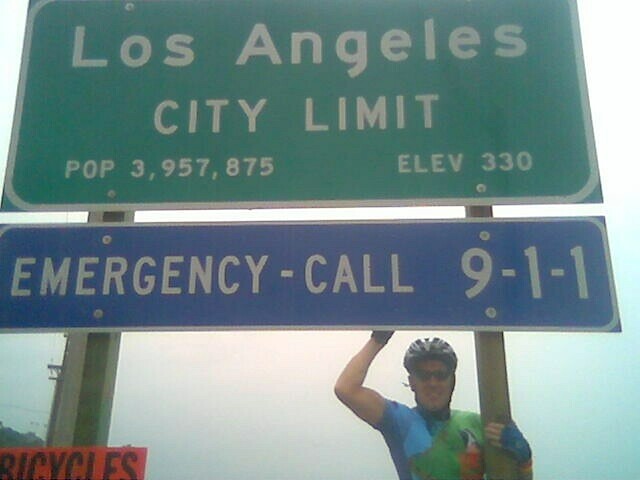 Los Angeles
CITY LIMIT
POP 3,957,875 ELEV 330
EMERGENCY-CALL 9-1-1
BICYCLES